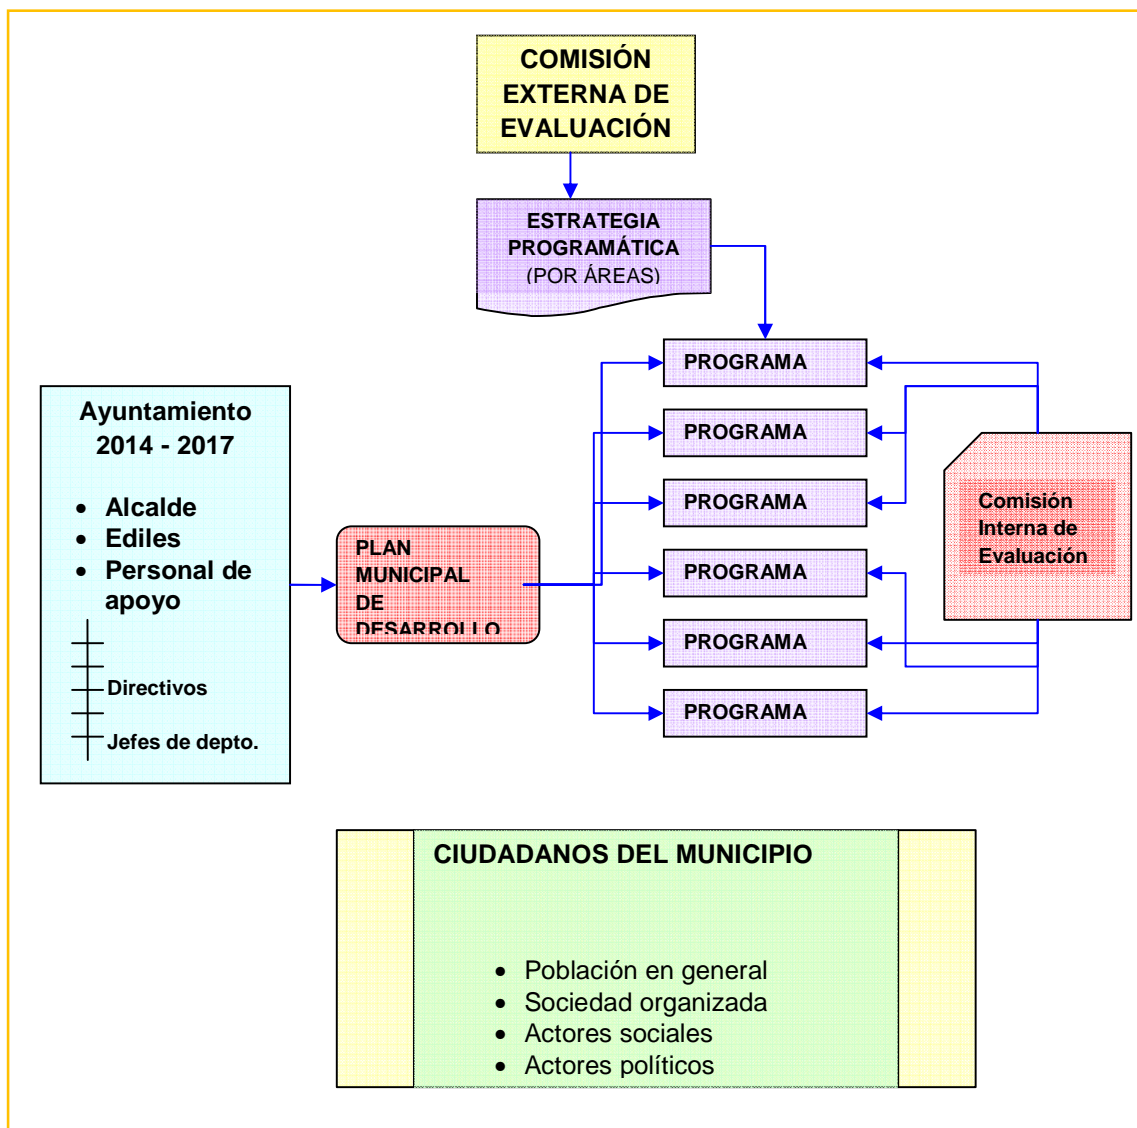 COMISIÓN
EXTERNA DE
EVALUACIÓN
ESTRATEGIA
PROGRAMÁTICA
(POR ÁREAS)
PROGRAMA
PROGRAMA
PROGRAMA
PROGRAMA
PROGRAMA
PROGRAMA
Ayuntamiento
2014 - 2017
• Alcalde
• Ediles
• Personal de
apoyo
Directivos
Jefes de depto.
PLAN
MUNICIPAL
DE
DESARROLLO
Comisión
Interna de
Evaluación
CIUDADANOS DEL MUNICIPIO
• Población en general
• Sociedad organizada
• Actores sociales
• Actores políticos